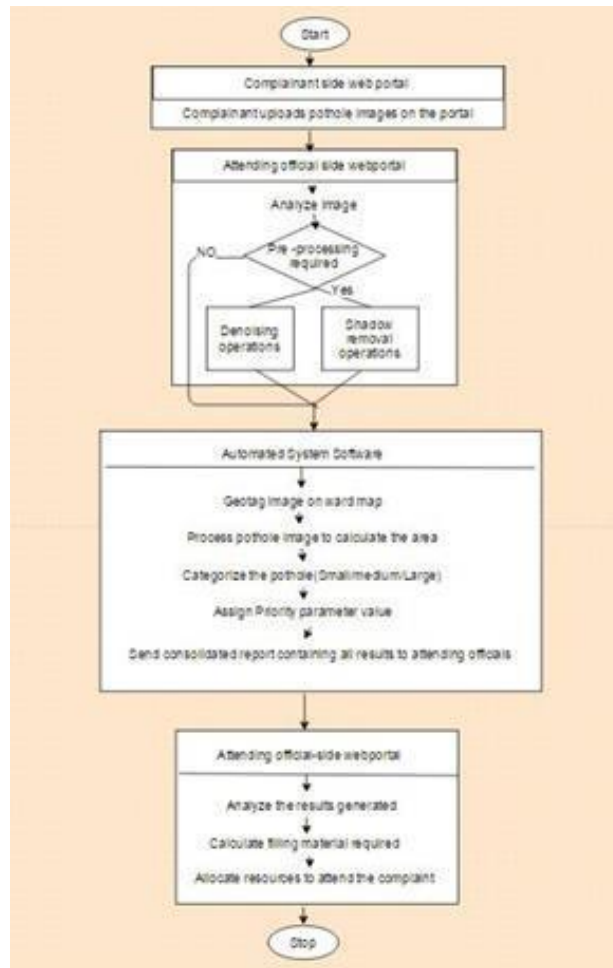 Start
Complainant side web portal
Complainant uploads pothole images on the portal
Attending official side webportal
Analyze Image
Pre -processing
required
NO
Yes
Denoising
operations
Shadow
removal
operations
Automated System Software
Geotag Image on ward map
Process pothole image to calculate the area
Categorize the pothole(Small/medium/Large)
Assign Priority parameter value
Send consolidated report containing all results to attending officials
Attending official-side webportal
Analyze the results generated
Calculate filling material required
Allocate resources to attend the complaint
Stop